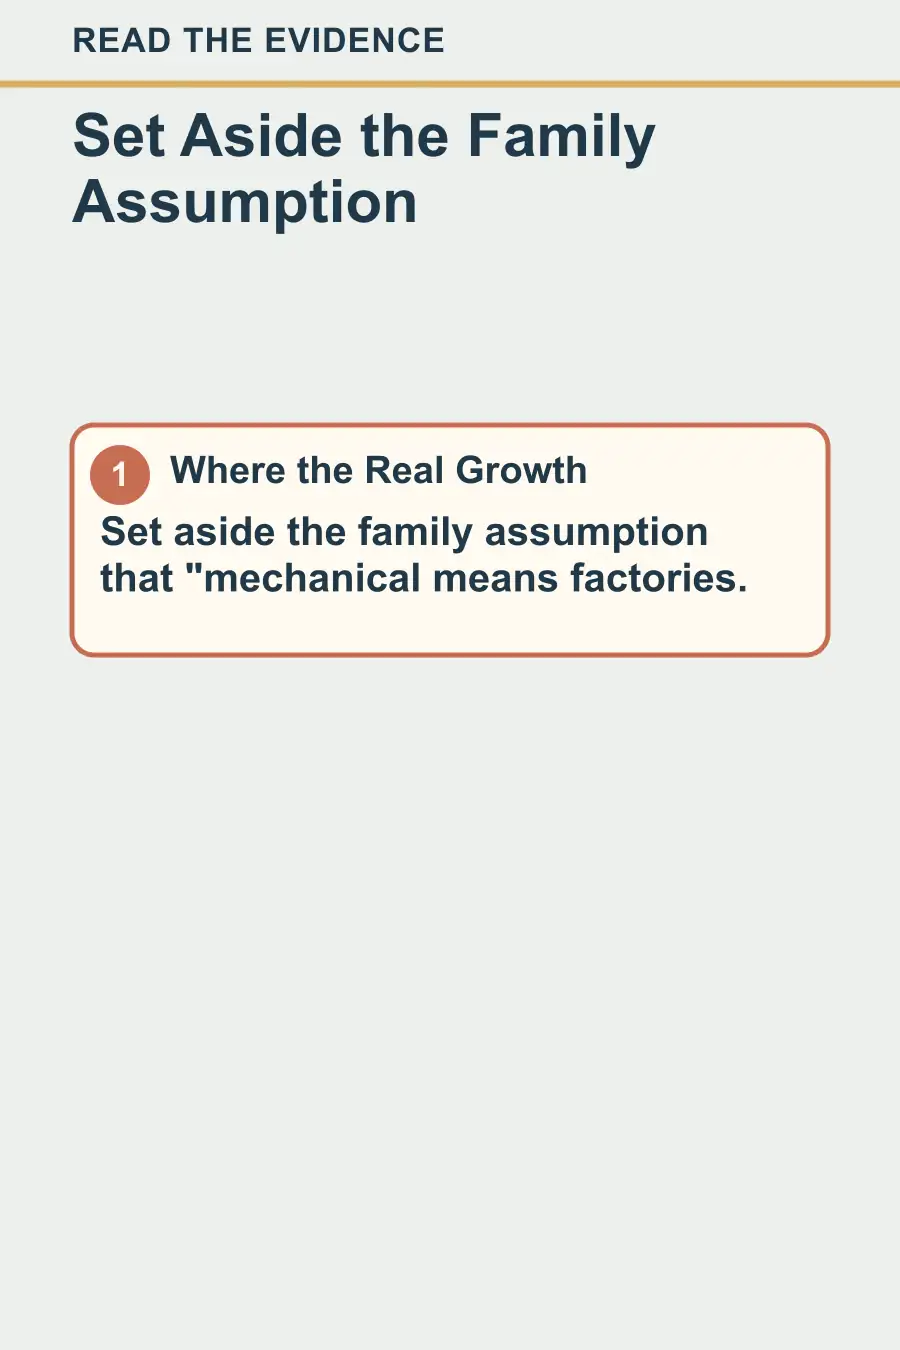 READ THE EVIDENCE
Set Aside the Family
Assumption
1 Where the Real Growth
Set aside the family assumption
that "mechanical means factories.